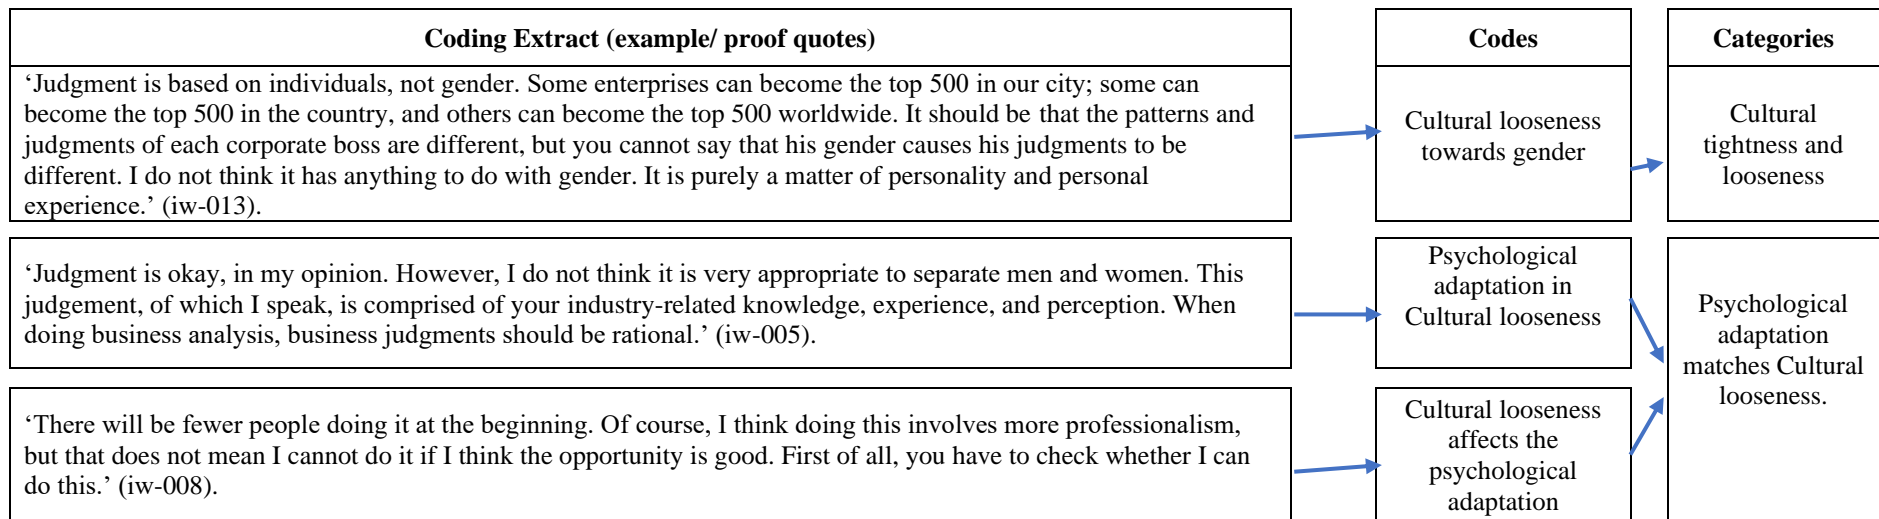 Coding Extract (example/ proof quotes)
Codes
Categories
‘Judgment is based on individuals, not gender. Some enterprises can become the top 500 in our city; some can
become the top 500 in the country, and others can become the top 500 worldwide. It should be that the patterns and
judgments of each corporate boss are different, but you cannot say that his gender causes his judgments to be
different. I do not think it has anything to do with gender. It is purely a matter of personality and personal
experience.’ (iw-013).
Cultural looseness
towards gender
Cultural
tightness and
looseness
‘Judgment is okay, in my opinion. However, I do not think it is very appropriate to separate men and women. This
judgement, of which I speak, is comprised of your industry-related knowledge, experience, and perception. When
doing business analysis, business judgments should be rational.’ (iw-005).
Psychological
adaptation in
Cultural looseness
Psychological
adaptation
matches Cultural
looseness.
‘There will be fewer people doing it at the beginning. Of course, I think doing this involves more professionalism,
but that does not mean I cannot do it if I think the opportunity is good. First of all, you have to check whether I can
do this.’ (iw-008).
Cultural looseness
affects the
psychological
adaptation